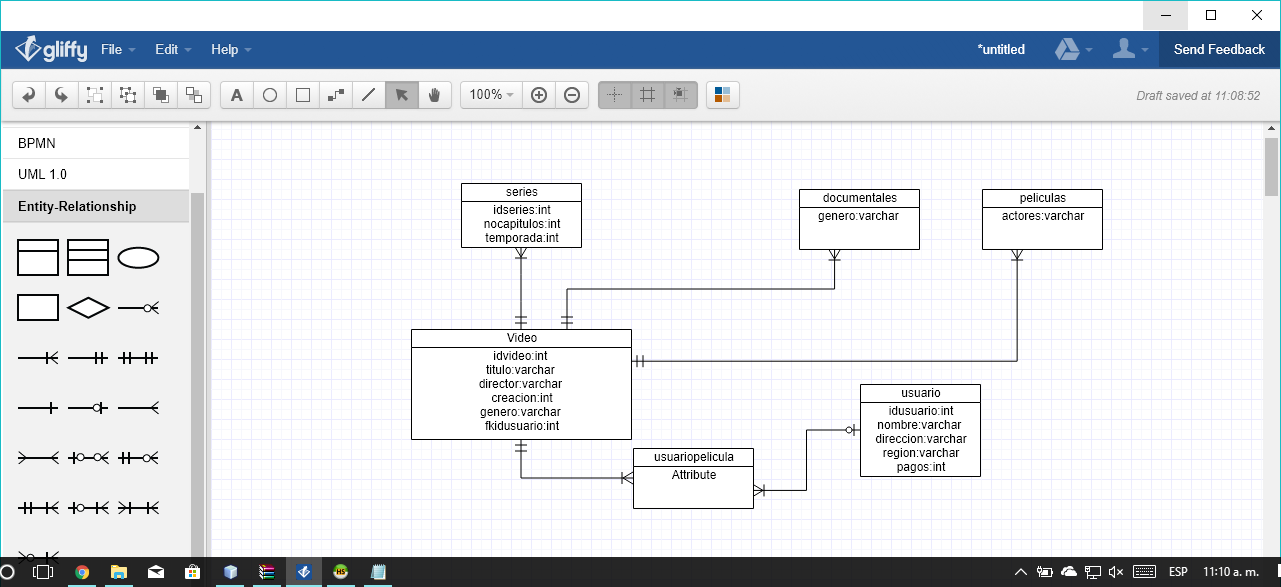 gliffy File Edit Help *untitled Send Feedback
A 100% Draft saved at 11:08:52
BPMN
UML 1.0
Entity-Relationship
series
idseries:int
nocapitulos:int
temporada:int
documentales
genero:varchar
peliculas
actores:varchar
Video
idvideo:int
titulo:varchar
director:varchar
creacion:int
genero:varchar
fkidusuario:int
usuario
idusuario:int
nombre:varchar
direccion:varchar
region:varchar
pagos:int
usuariopelicula
Attribute
HS ESP 11:10 a. m.